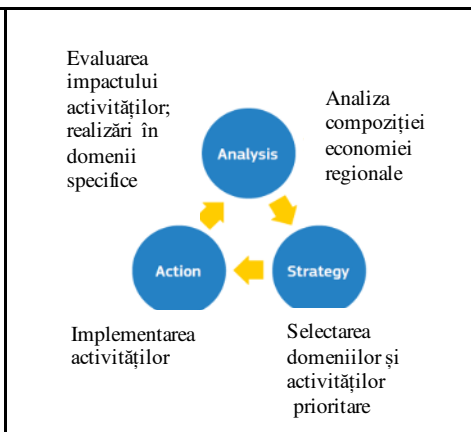 Evaluarea
impactului
activităților;
realizări în
domenii
specifice
Analiza
compoziției
economiei
regionale
Analysis
Action
Strategy
Implementarea
activităților
Selectarea
domeniilor și
activităților
prioritare